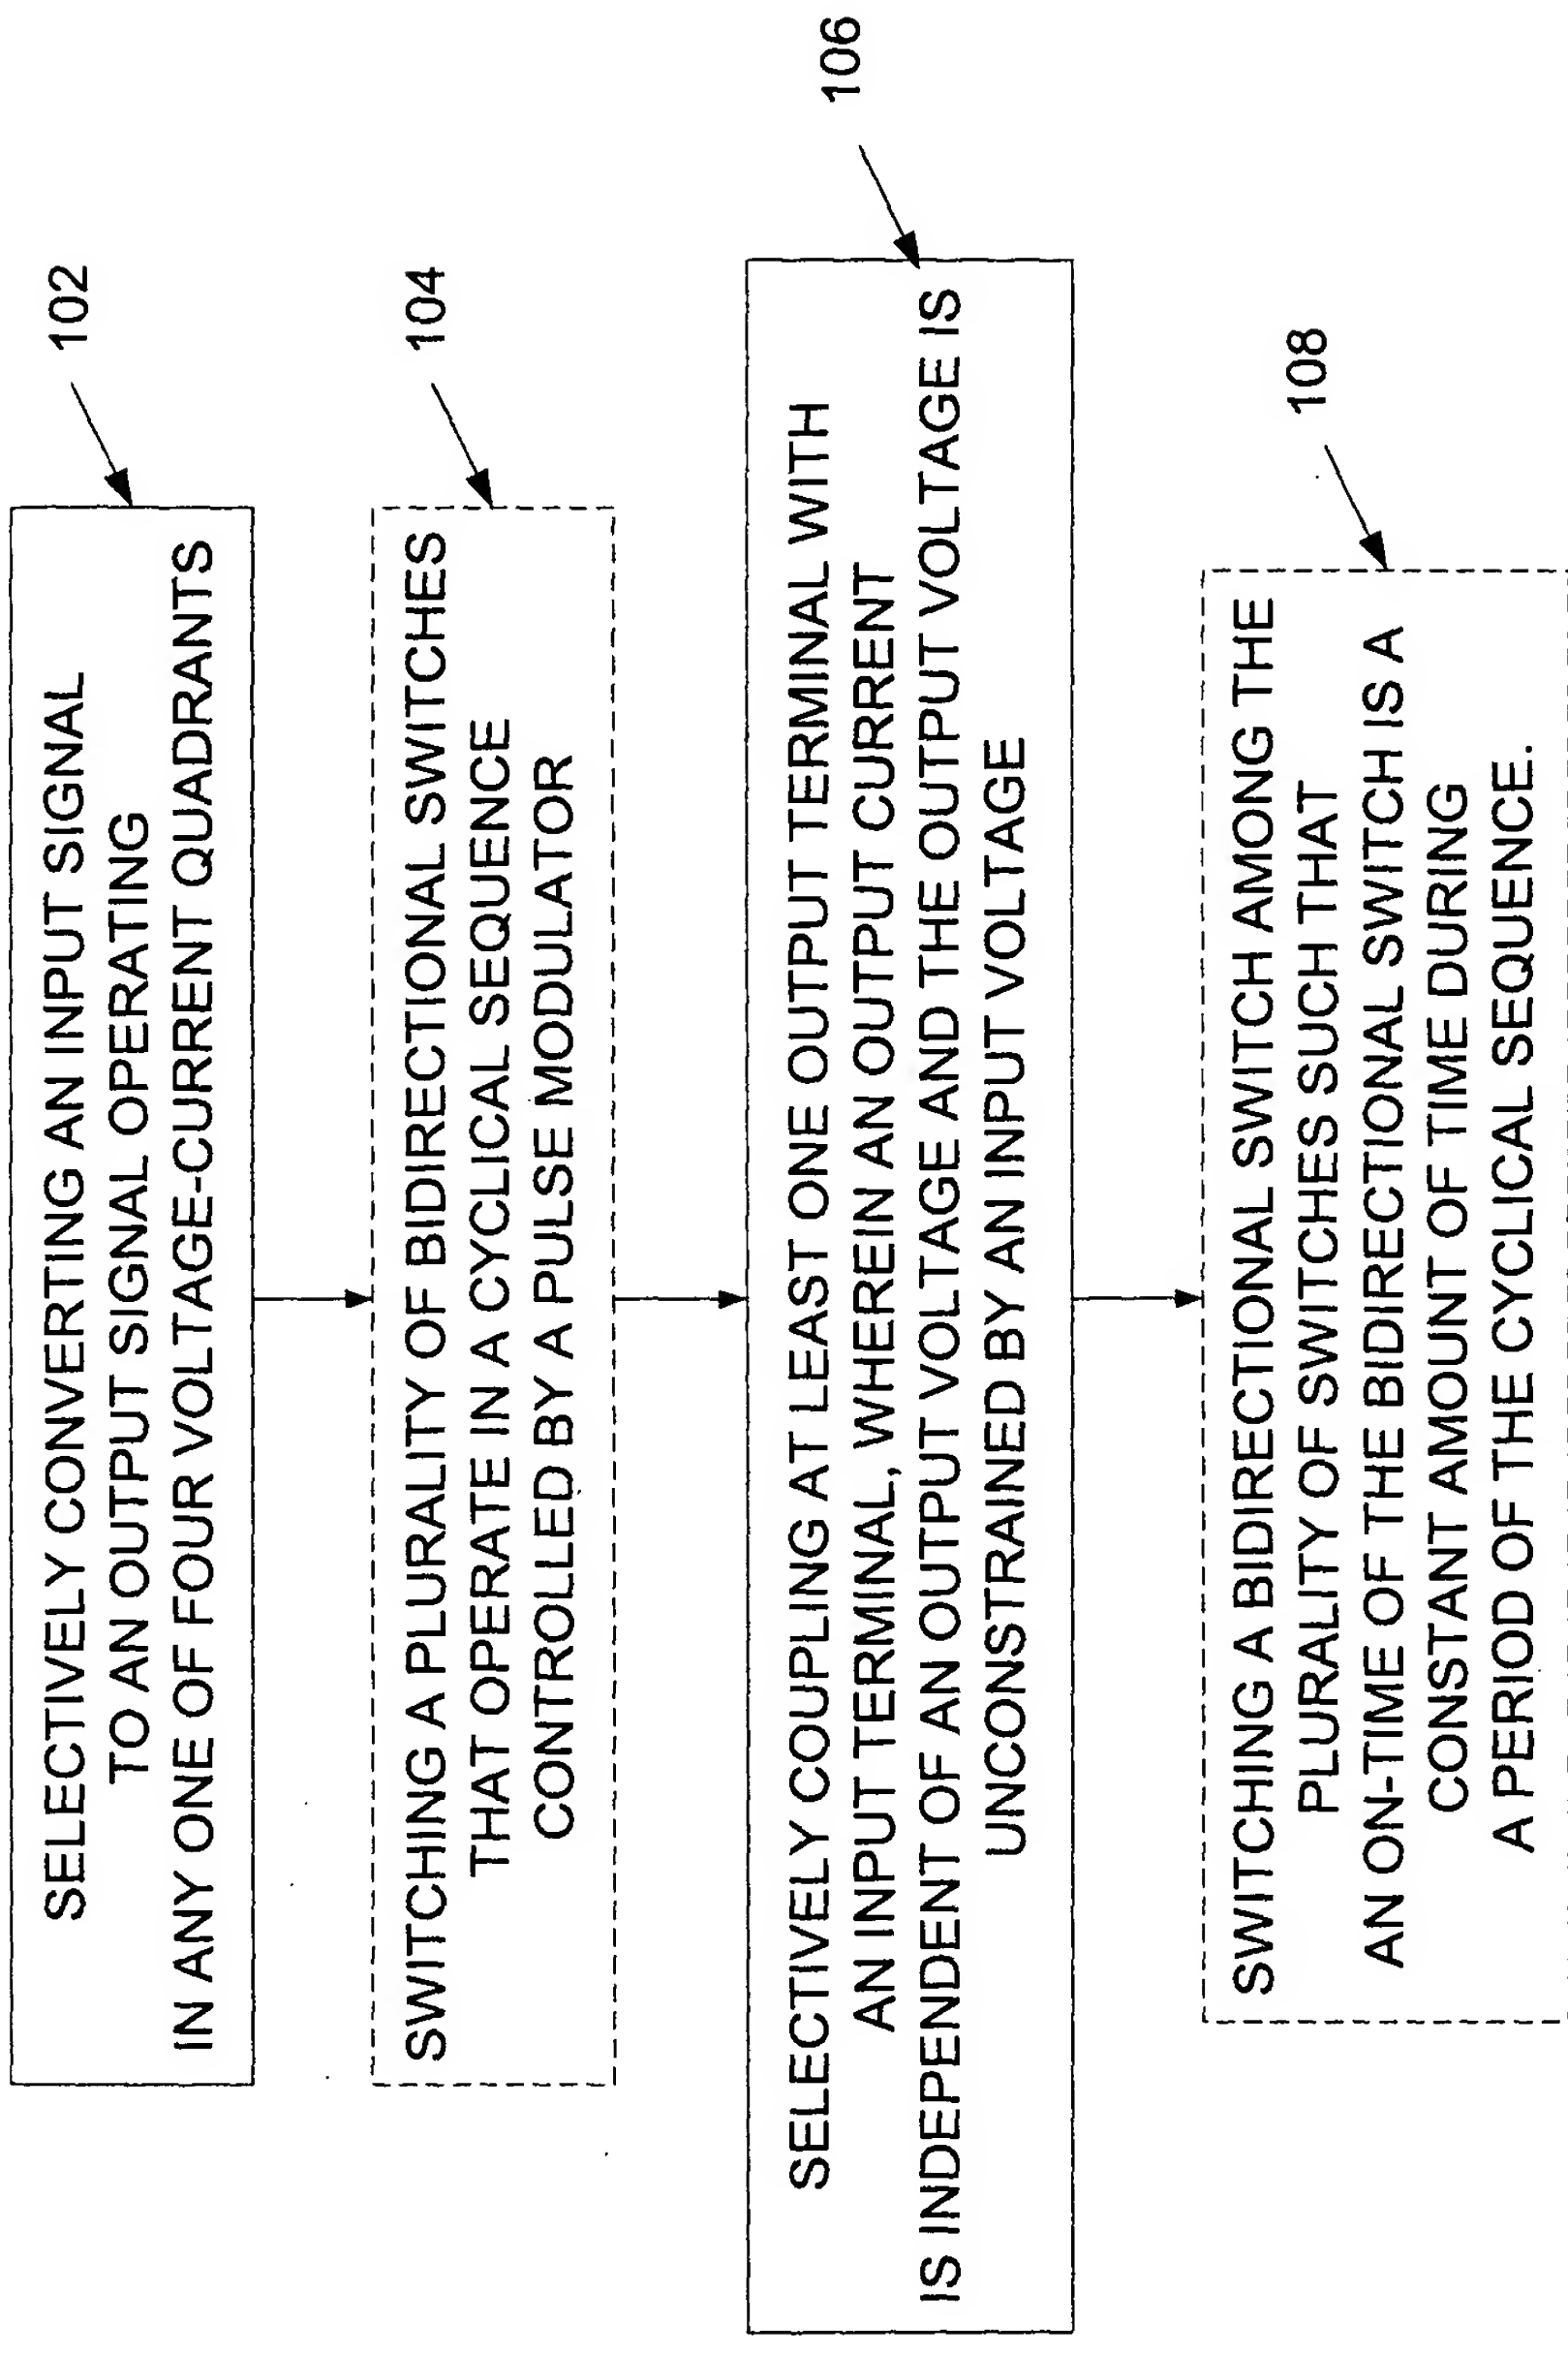 SELECTIVELY CONVERTING AN INPUT SIGNAL
TO AN OUTPUT SIGNAL OPERATING
IN ANY ONE OF FOUR VOLTAGE-CURRENT QUADRANTS
102
SWITCHING A PLURALITY OF BIDIRECTIONAL SWITCHES
THAT OPERATE IN A CYCLICAL SEQUENCE
CONTROLLED BY A PULSE MODULATOR
104
SELECTIVELY COUPLING AT LEAST ONE OUTPUT TERMINAL WITH
AN INPUT TERMINAL, WHEREIN AN OUTPUT CURRENT
IS INDEPENDENT OF AN OUTPUT VOLTAGE AND THE OUTPUT VOLTAGE IS
UNCONSTRAINED BY AN INPUT VOLTAGE
106
SWITCHING A BIDIRECTIONAL SWITCH AMONG THE
PLURALITY OF SWITCHES SUCH THAT
AN ON-TIME OF THE BIDIRECTIONAL SWITCH IS A
CONSTANT AMOUNT OF TIME DURING
A PERIOD OF THE CYCLICAL SEQUENCE.
108